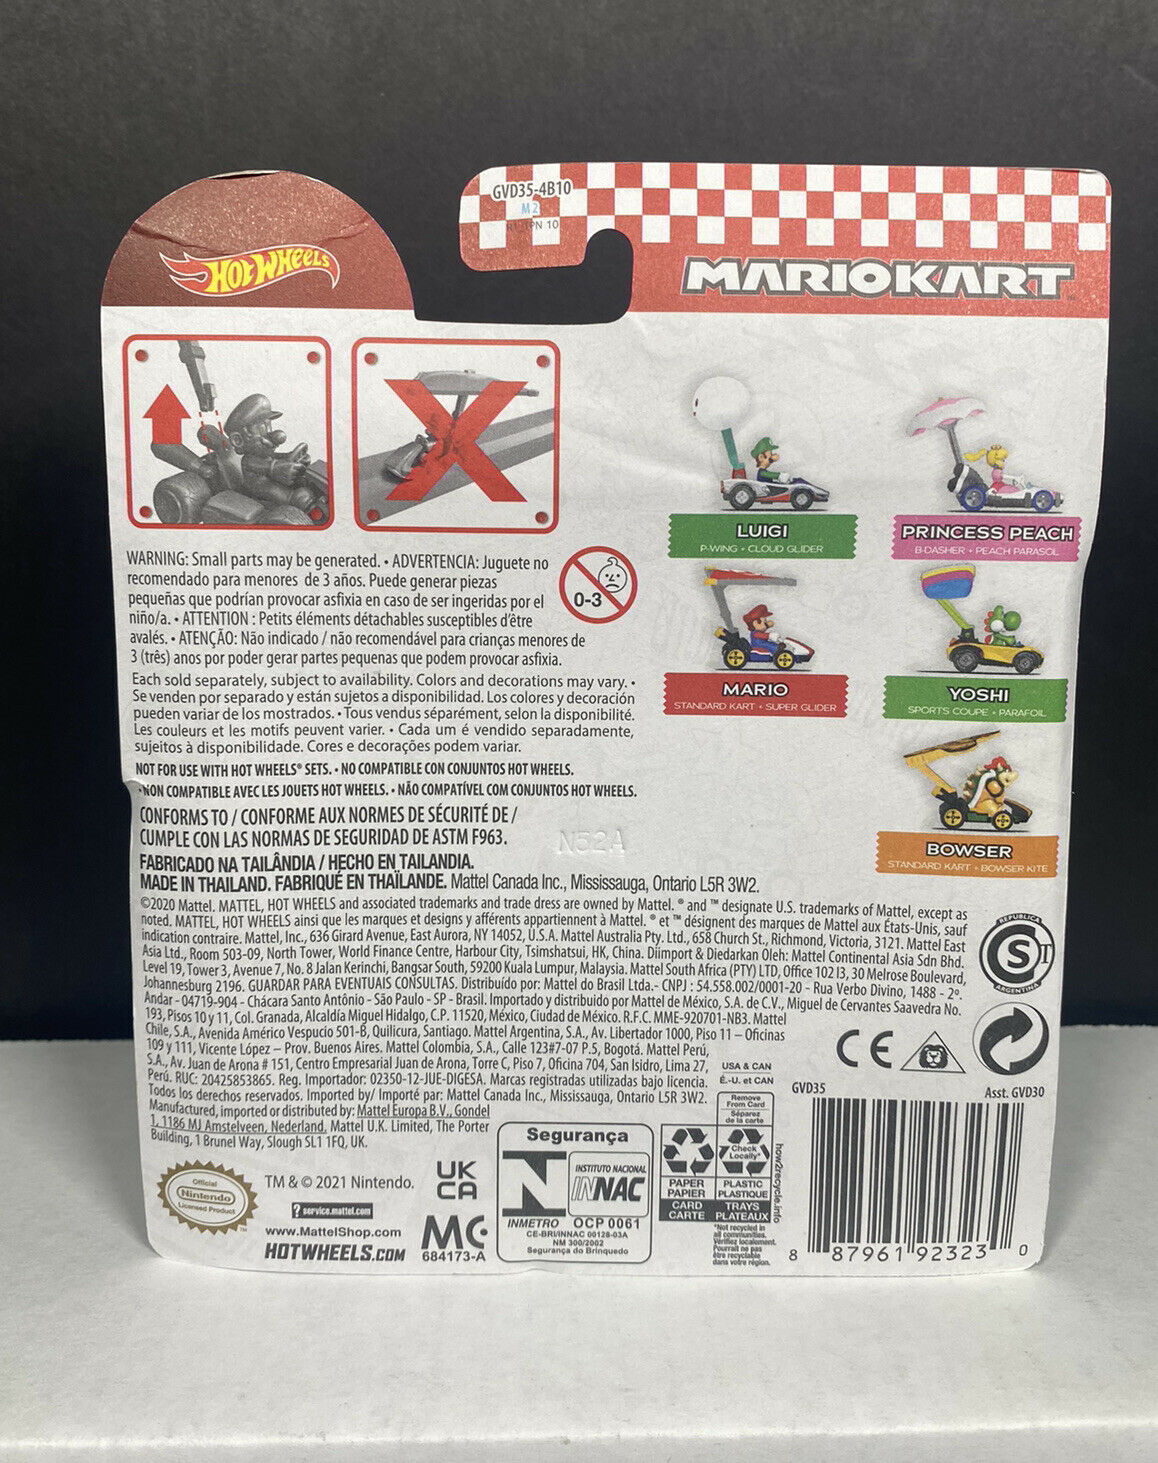 GVD35-4B10
M2
HOT WHEELS
MARIOKART
LUIGI
P-WING + CLOUD GLIDER
PRINCESS PEACH
B-DASHER + PEACH PARASOL
MARIO
STANDARD KART + SUPER GLIDER
YOSHI
SPORTS COUPE + PARAFOIL
BOWSER
STANDARD KART + BOWSER KITE
WARNING: Small parts may be generated. • ADVERTENCIA: Juguete no
recomendado para menores de 3 años. Puede generar piezas
pequeñas que podrían provocar asfixia en caso de ser ingeridas por el
niño/a. • ATTENTION : Petits éléments détachables susceptibles d'être
avalés. • ATENÇÃO: Não indicado / não recomendável para crianças menores de
3 (três) anos por poder gerar partes pequenas que podem provocar asfixia.
0-3
Each sold separately, subject to availability. Colors and decorations may vary. •
Se venden por separado y están sujetos a disponibilidad. Los colores y decoración
pueden variar de los mostrados. • Tous vendus séparément, selon la disponibilité.
Les couleurs et les motifs peuvent varier. • Cada um é vendido separadamente,
sujeitos à disponibilidade. Cores e decorações podem variar.
NOT FOR USE WITH HOT WHEELS® SETS. • NO COMPATIBLE CON CONJUNTOS HOT WHEELS.
•NON COMPATIBLE AVEC LES JOUETS HOT WHEELS. • NÃO COMPATÍVEL COM CONJUNTOS HOT WHEELS.
CONFORMS TO / CONFORME AUX NORMES DE SÉCURITÉ DE /
CUMPLE CON LAS NORMAS DE SEGURIDAD DE ASTM F963.
N52A
FABRICADO NA TAILÂNDIA / HECHO EN TAILANDIA.
MADE IN THAILAND. FABRIQUÉ EN THAÏLANDE. Mattel Canada Inc., Mississauga, Ontario L5R 3W2.
©2020 Mattel. MATTEL, HOT WHEELS and associated trademarks and trade dress are owned by Mattel. ® and ™ designate U.S. trademarks of Mattel, except as
noted. MATTEL, HOT WHEELS ainsi que les marques et designs y afférents appartiennent à Mattel. ® et ™ désignent des marques de Mattel aux États-Unis, sauf
indication contraire. Mattel, Inc., 636 Girard Avenue, East Aurora, NY 14052, U.S.A. Mattel Australia Pty. Ltd., 658 Church St., Richmond, Victoria, 3121. Mattel East
Asia Ltd., Room 503-09, North Tower, World Finance Centre, Harbour City, Tsimshatsui, HK, China. Diimport & Diedarkan Oleh: Mattel Continental Asia Sdn Bhd.
Level 19, Tower 3, Avenue 7, No. 8 Jalan Kerinchi, Bangsar South, 59200 Kuala Lumpur, Malaysia. Mattel South Africa (PTY) LTD, Office 102 I3, 30 Melrose Boulevard,
Johannesburg 2196. GUARDAR PARA EVENTUAIS CONSULTAS. Distribuído por: Mattel do Brasil Ltda.- CNPJ : 54.558.002/0001-20 - Rua Verbo Divino, 1488 - 2º.
Andar - 04719-904 - Chácara Santo Antônio - São Paulo - SP - Brasil. Importado y distribuido por Mattel de México, S.A. de C.V., Miguel de Cervantes Saavedra No.
193, Pisos 10 y 11, Col. Granada, Alcaldía Miguel Hidalgo, C.P. 11520, México, Ciudad de México. R.F.C. MME-920701-NB3. Mattel
Chile, S.A., Avenida Américo Vespucio 501-B, Quilicura, Santiago. Mattel Argentina, S.A., Av. Libertador 1000, Piso 11 – Oficinas
109 y 111, Vicente López – Prov. Buenos Aires. Mattel Colombia, S.A., Calle 123#7-07 P.5, Bogotá. Mattel Perú,
S.A., Av. Juan de Arona # 151, Centro Empresarial Juan de Arona, Torre C, Piso 7, Oficina 704, San Isidro, Lima 27,
Perú. RUC: 20425853865. Reg. Importador: 02350-12-JUE-DIGESA. Marcas registradas utilizadas bajo licencia.
Todos los derechos reservados. Imported by/ Importé par: Mattel Canada Inc., Mississauga, Ontario L5R 3W2.
Manufactured, imported or distributed by: Mattel Europa B.V., Gondel
1, 1186 MJ Amstelveen, Nederland. Mattel U.K. Limited, The Porter
Building, 1 Brunel Way, Slough SL1 1FQ, UK.
REPUBLICA
S
ARGENTINA
CE
USA & CAN
É.-U. et CAN
GVD35
Asst. GVD30
Remove
From Card
Séparez
de la carte
Check
Locally*
PAPER
PAPIER
CARD
CARTE
PLASTIC
PLASTIQUE
TRAYS
PLATEAUX
*Not recycled in
all communities.
Vérifiez localement.
Pourrait ne pas
être recyclable
dans votre région.
how2recycle.info
Segurança
INSTITUTO NACIONAL
INNAC
INMETRO
OCP 0061
CE-BRI/INNAC 00128-03A
NM 300/2002
Segurança do Brinquedo
Official
Nintendo
Licensed Product
TM & © 2021 Nintendo.
? service.mattel.com
www.MattelShop.com
HOTWHEELS.COM
UK
CA
MC
684173-A
8 87961 92323 0